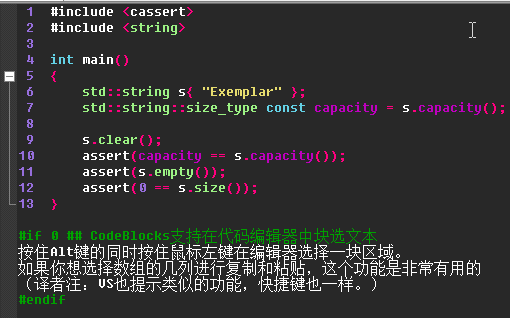 1 #include <cassert>
2 #include <string>
3
4 int main()
5 {
6 std::string s{ "Exemplar" };
7 std::string::size_type const capacity = s.capacity();
8
9 s.clear();
10 assert(capacity == s.capacity());
11 assert(s.empty());
12 assert(0 == s.size());
13 }
#if 0 ## CodeBlocks支持在代码编辑器中块选文本
按住Alt键的同时按住鼠标左键在编辑器选择一块区域。
如果你想选择数组的几列进行复制和粘贴，这个功能是非常有用的
（译者注：VS也提示类似的功能，快捷键也一样。）
#endif